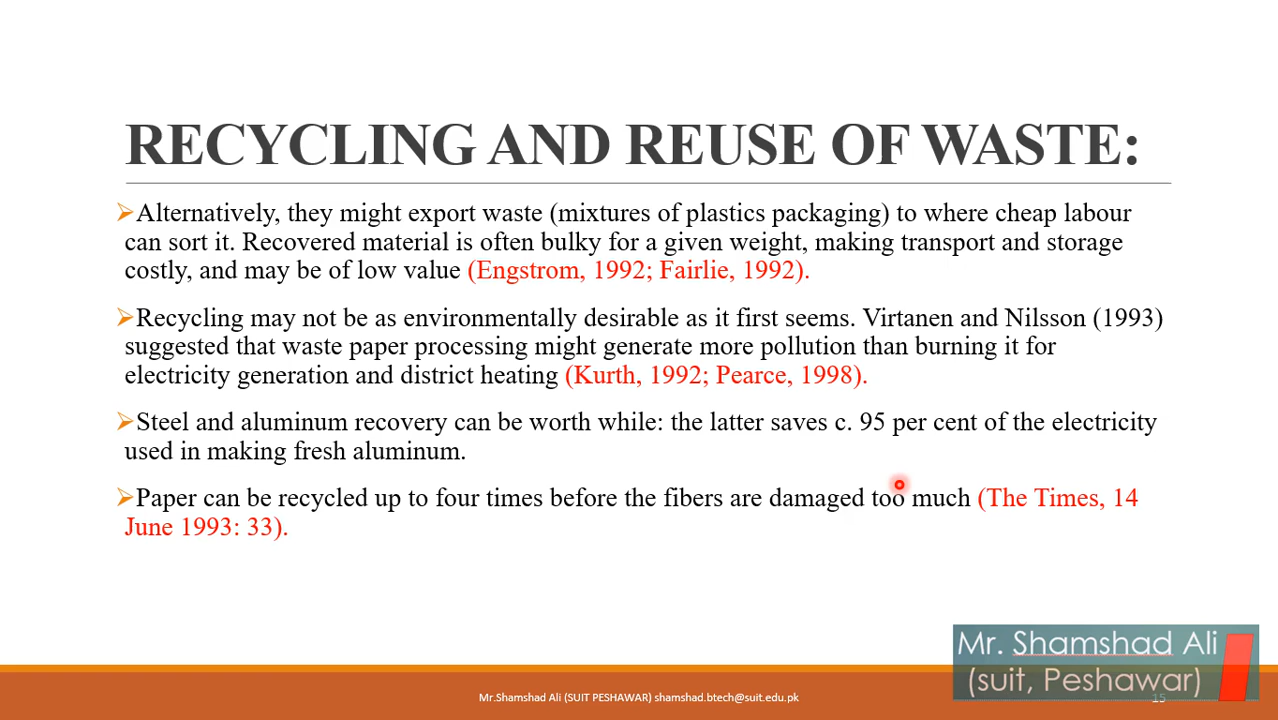 RECYCLING AND REUSE OF WASTE:
➢Alternatively, they might export waste (mixtures of plastics packaging) to where cheap labour
can sort it. Recovered material is often bulky for a given weight, making transport and storage
costly, and may be of low value (Engstrom, 1992; Fairlie, 1992).
➢Recycling may not be as environmentally desirable as it first seems. Virtanen and Nilsson (1993)
suggested that waste paper processing might generate more pollution than burning it for
electricity generation and district heating (Kurth, 1992; Pearce, 1998).
➢Steel and aluminum recovery can be worth while: the latter saves c. 95 per cent of the electricity
used in making fresh aluminum.
➢Paper can be recycled up to four times before the fibers are damaged too much (The Times, 14
June 1993: 33).
Mr. Shamshad Ali
(suit, Peshawar)
Mr.Shamshad Ali (SUIT PESHAWAR) shamshad.btech@suit.edu.pk
15